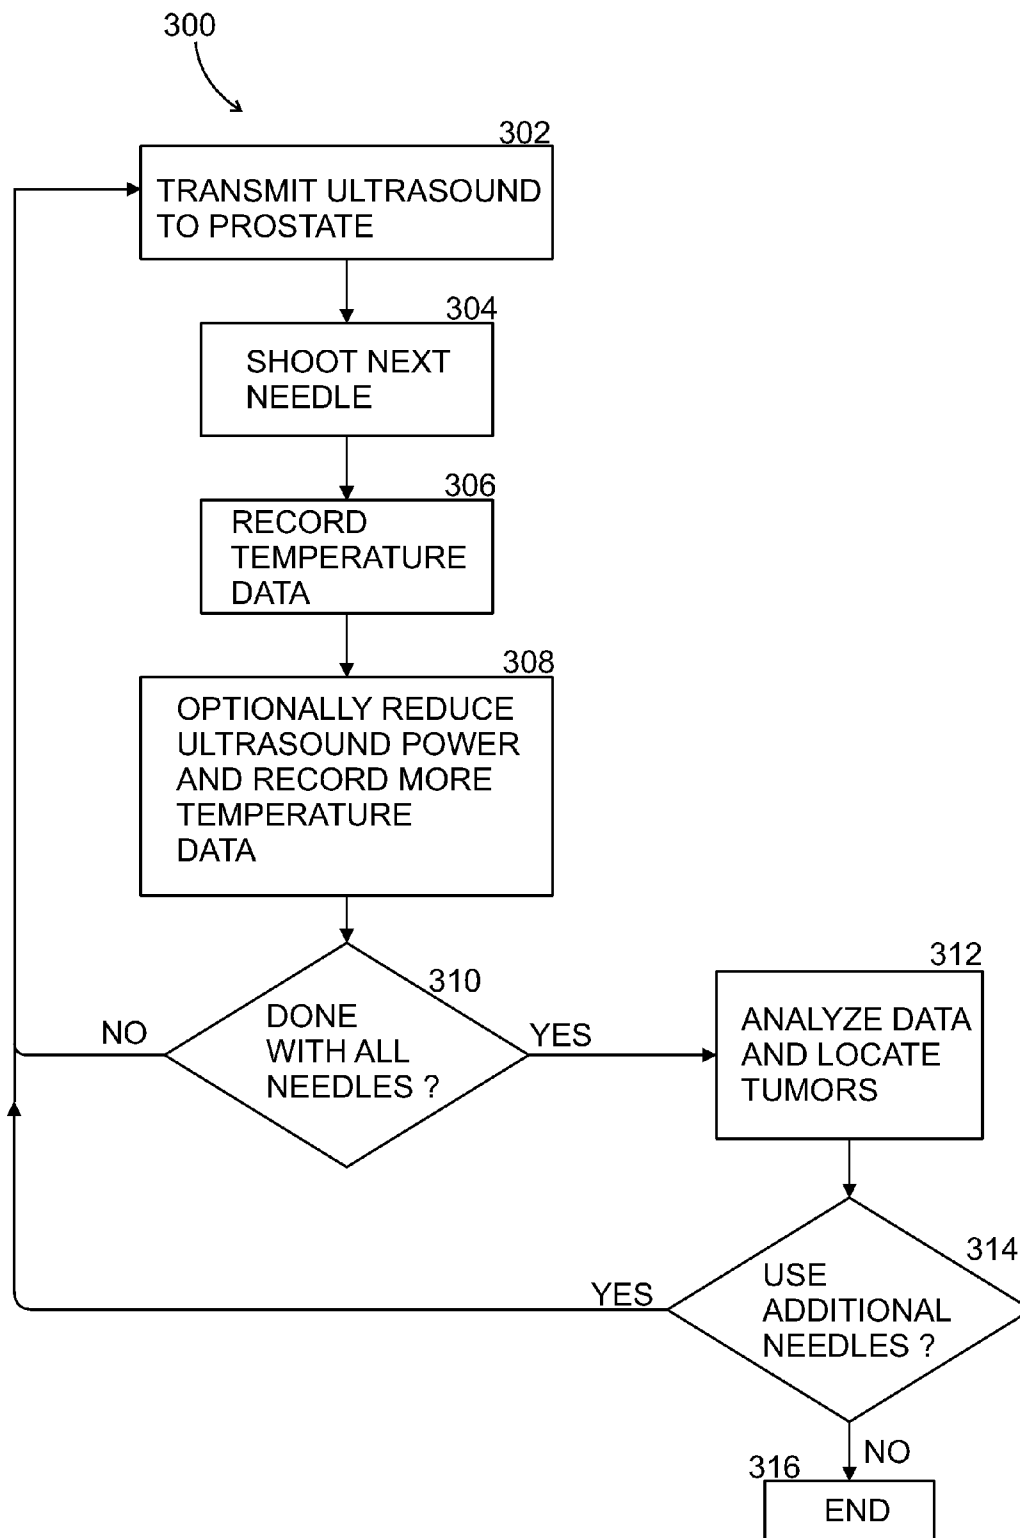 300
302
TRANSMIT ULTRASOUND
TO PROSTATE
304
SHOOT NEXT
NEEDLE
306
RECORD
TEMPERATURE
DATA
308
OPTIONALLY REDUCE
ULTRASOUND POWER
AND RECORD MORE
TEMPERATURE
DATA
310
DONE
WITH ALL
NEEDLES ?
NO
YES
312
ANALYZE DATA
AND LOCATE
TUMORS
314
USE
ADDITIONAL
NEEDLES ?
YES
NO
316
END